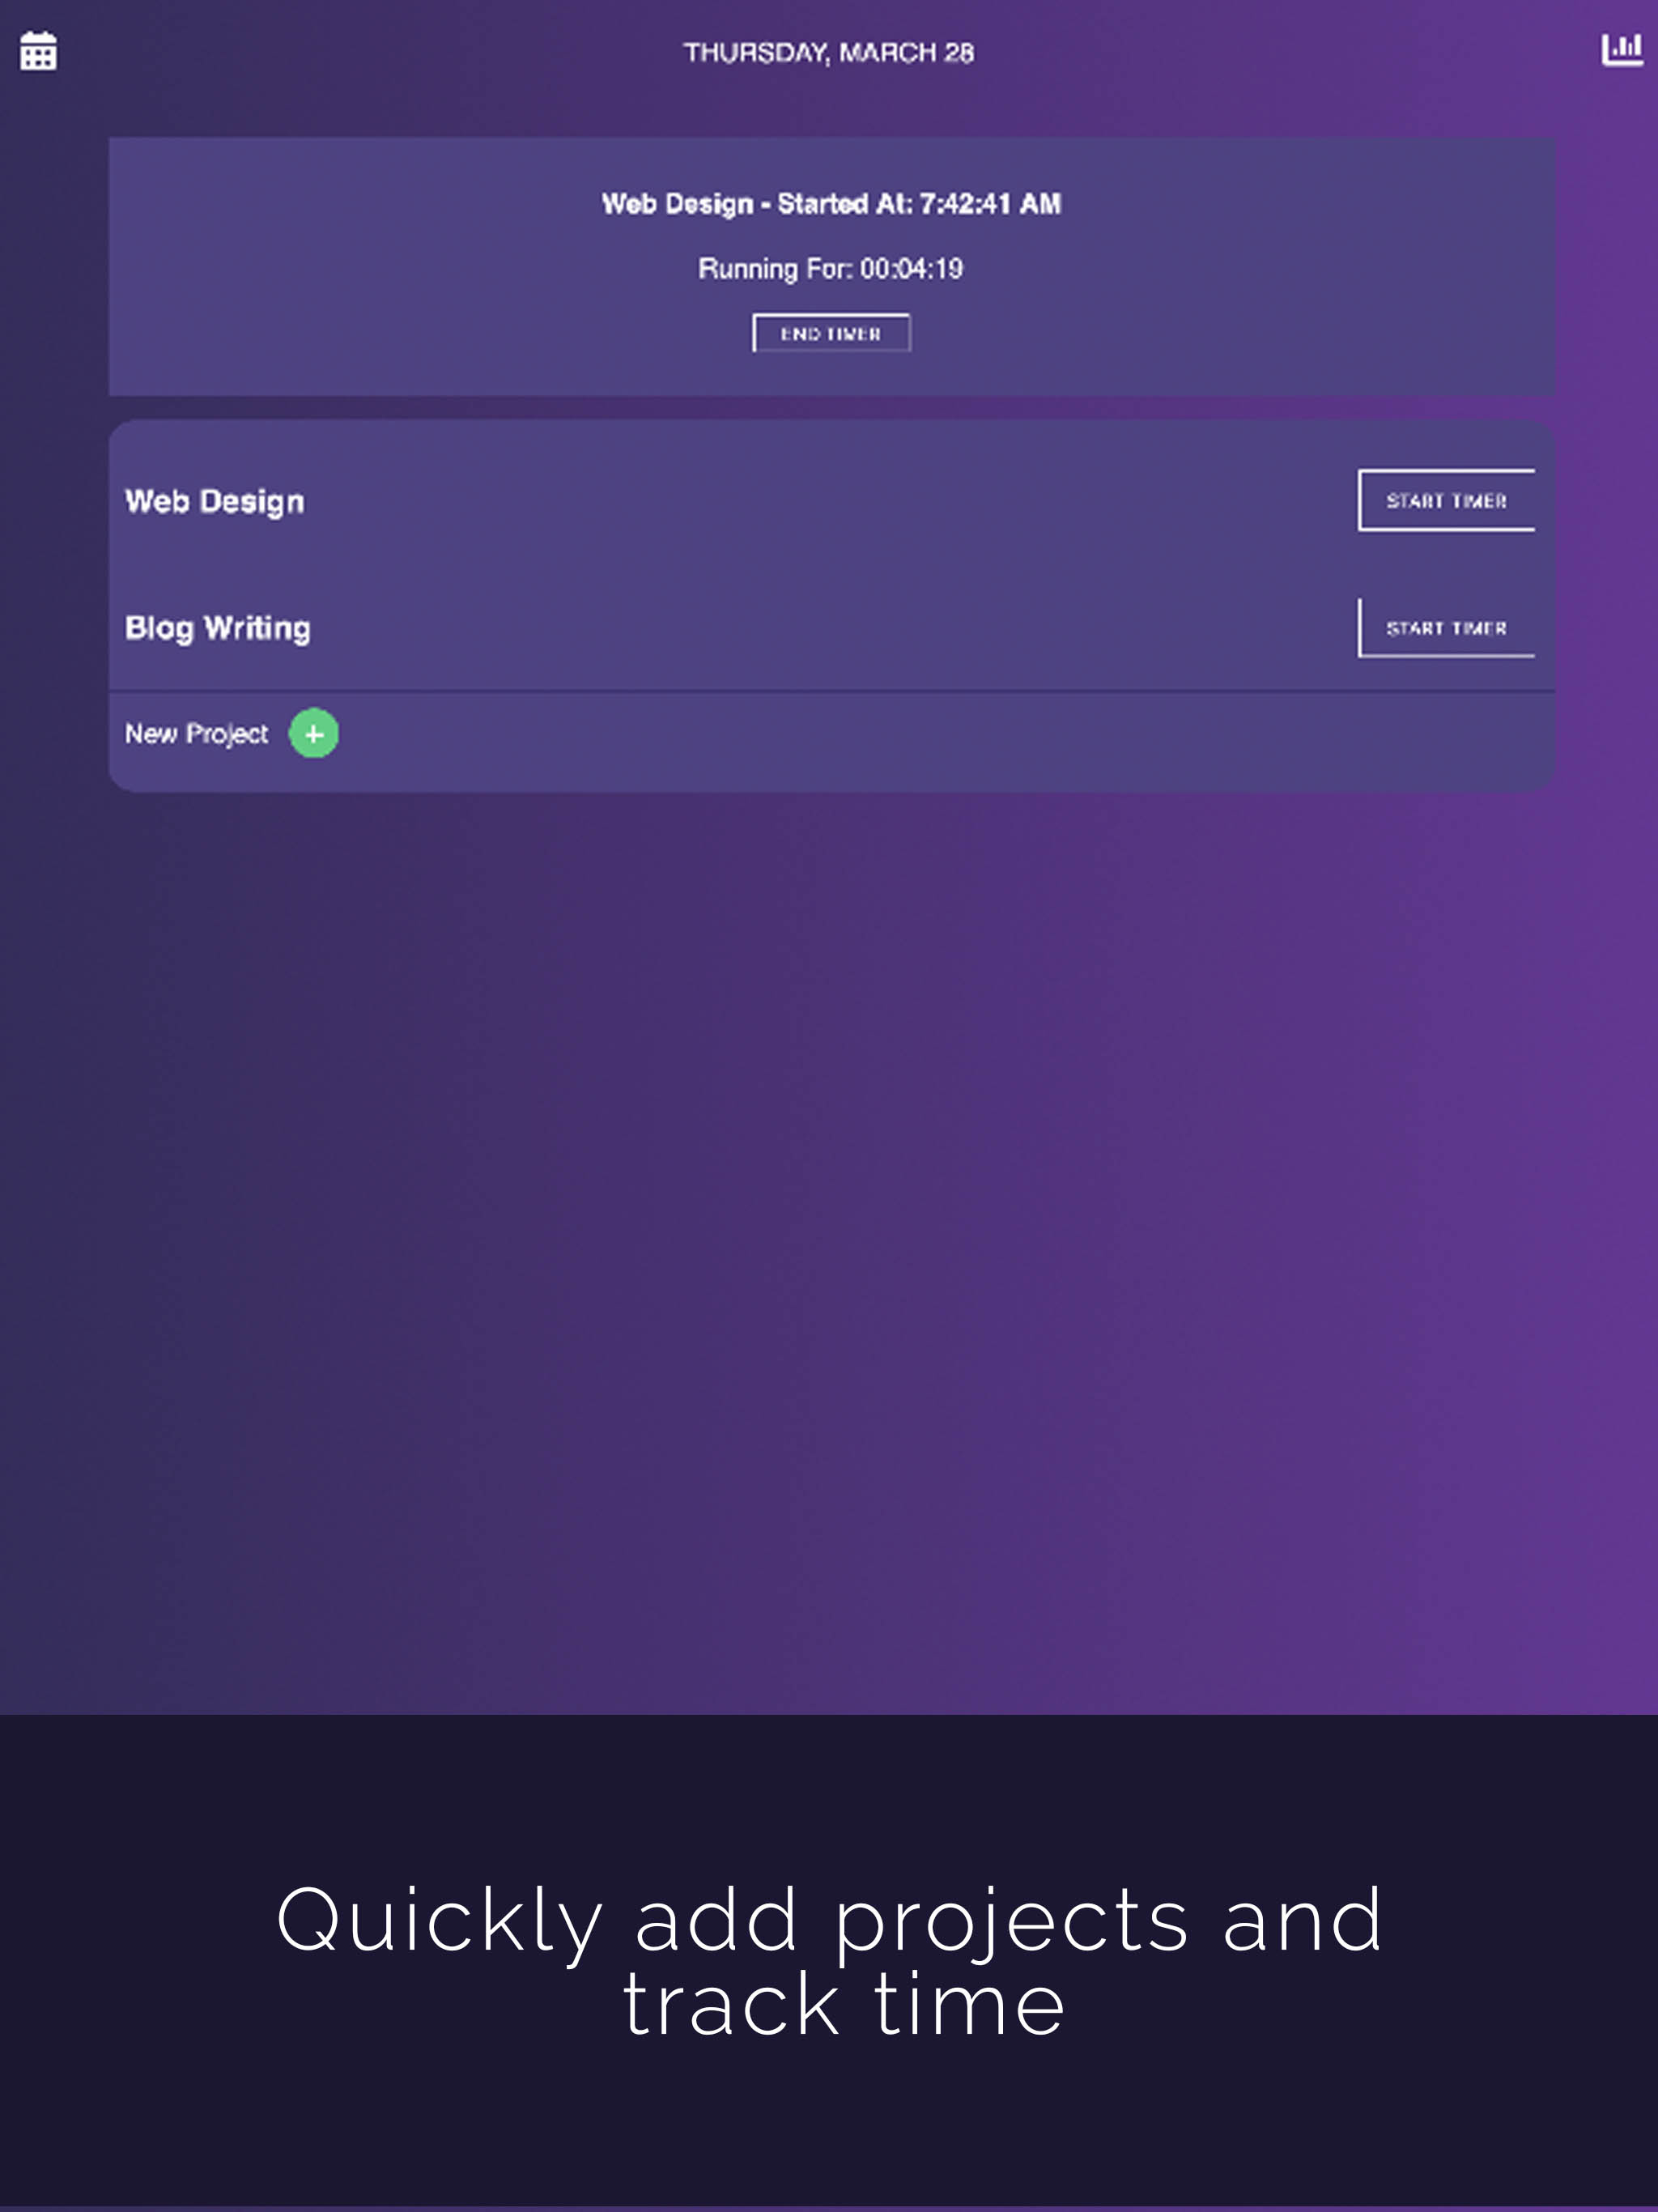 THURSDAY, MARCH 28
Web Design - Started At: 7:42:41 AM
Running For: 00:04:19
END TIMER
Web Design
START TIMER
Blog Writing
START TIMER
New Project +
Quickly add projects and
track time